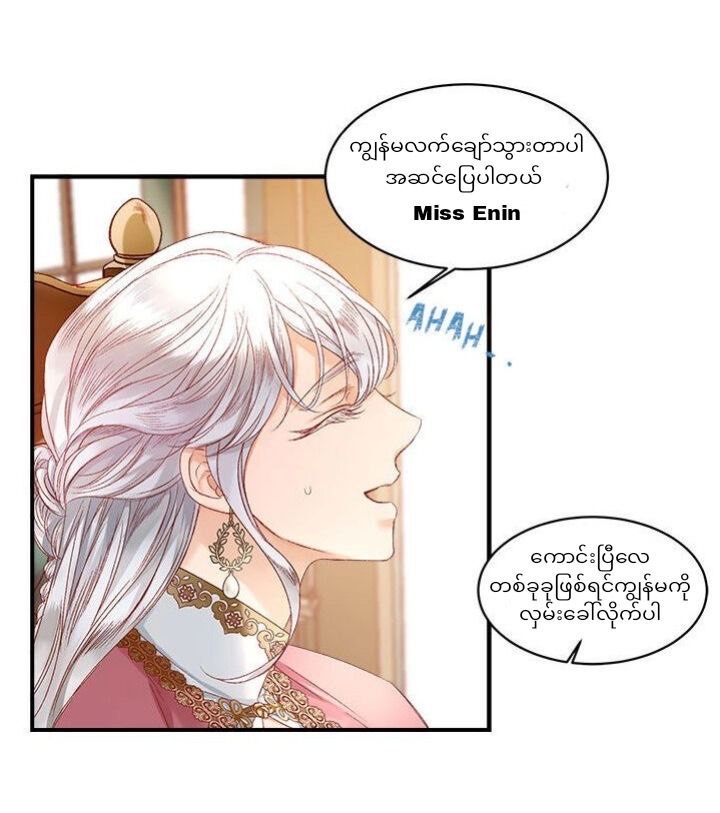 ကျွန်မလက်ချော်သွားတာပါ
အဆင်ပြေပါတယ်
Miss Enin
AHAH...
ကောင်းပြီလေ
တစ်ခုခုဖြစ်ရင်ကျွန်မကို
လှမ်းခေါ်လိုက်ပါ